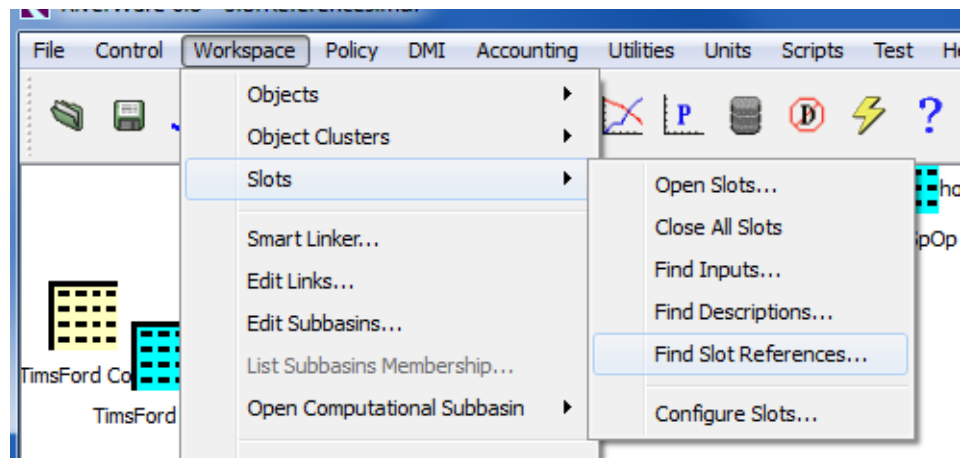 File Control Workspace Policy DMI Accounting Utilities Units Scripts Test
Objects
Object Clusters
Slots
Smart Linker...
Edit Links...
Edit Subbasins...
List Subbasins Membership...
Open Computational Subbasin
Open Slots...
Close All Slots
Find Inputs...
Find Descriptions...
Find Slot References...
Configure Slots...
P
D
?
TimsFord
TimsFord